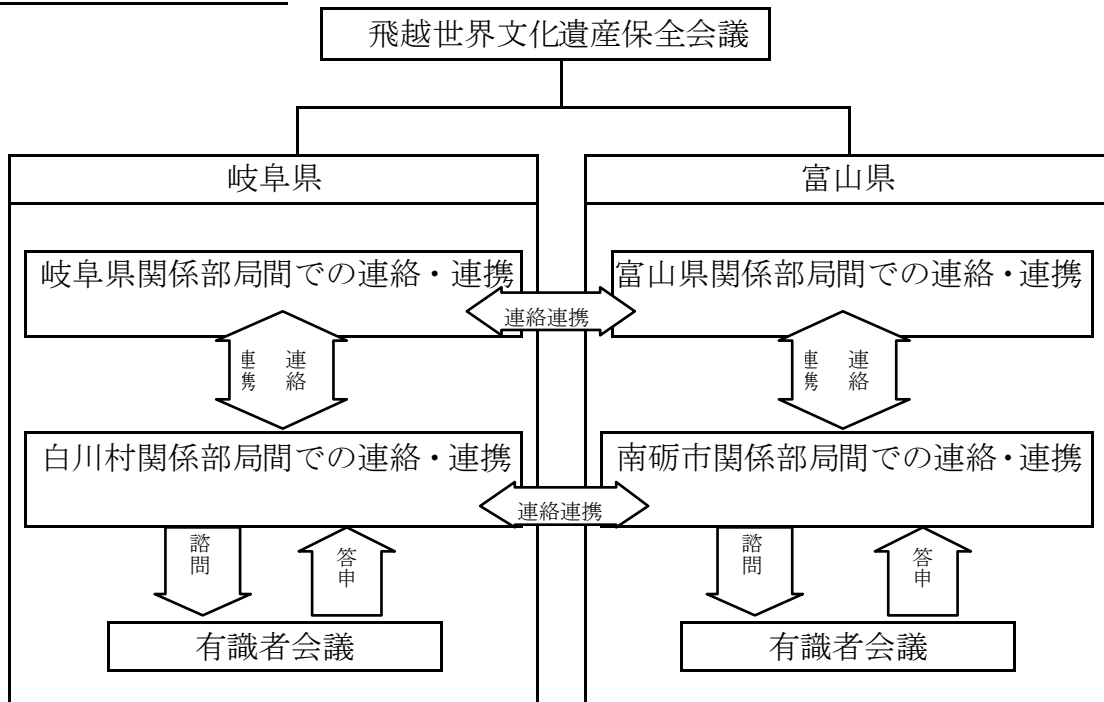 飛越世界文化遺産保全会議
岐阜県
富山県
岐阜県関係部局間での連絡・連携
富山県関係部局間での連絡・連携
連絡連携
連絡
連携
連絡
連携
白川村関係部局間での連絡・連携
南砺市関係部局間での連絡・連携
連絡連携
諮問
答申
諮問
答申
有識者会議
有識者会議